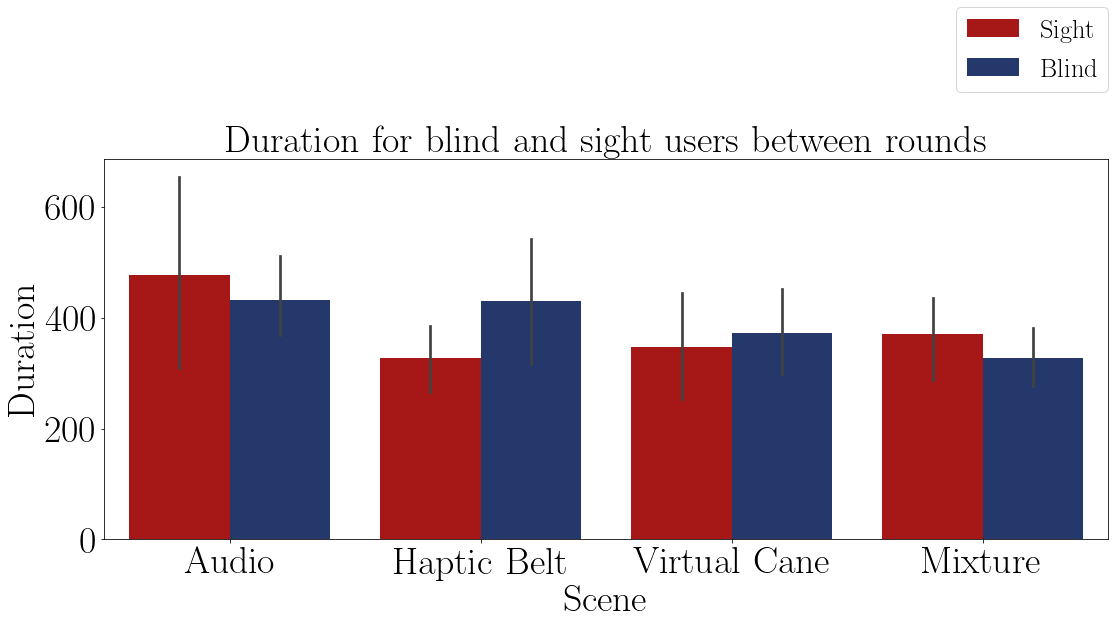 Sight
Blind
Duration for blind and sight users between rounds
600
400
200
0
Duration
Audio
Haptic Belt
Virtual Cane
Mixture
Scene